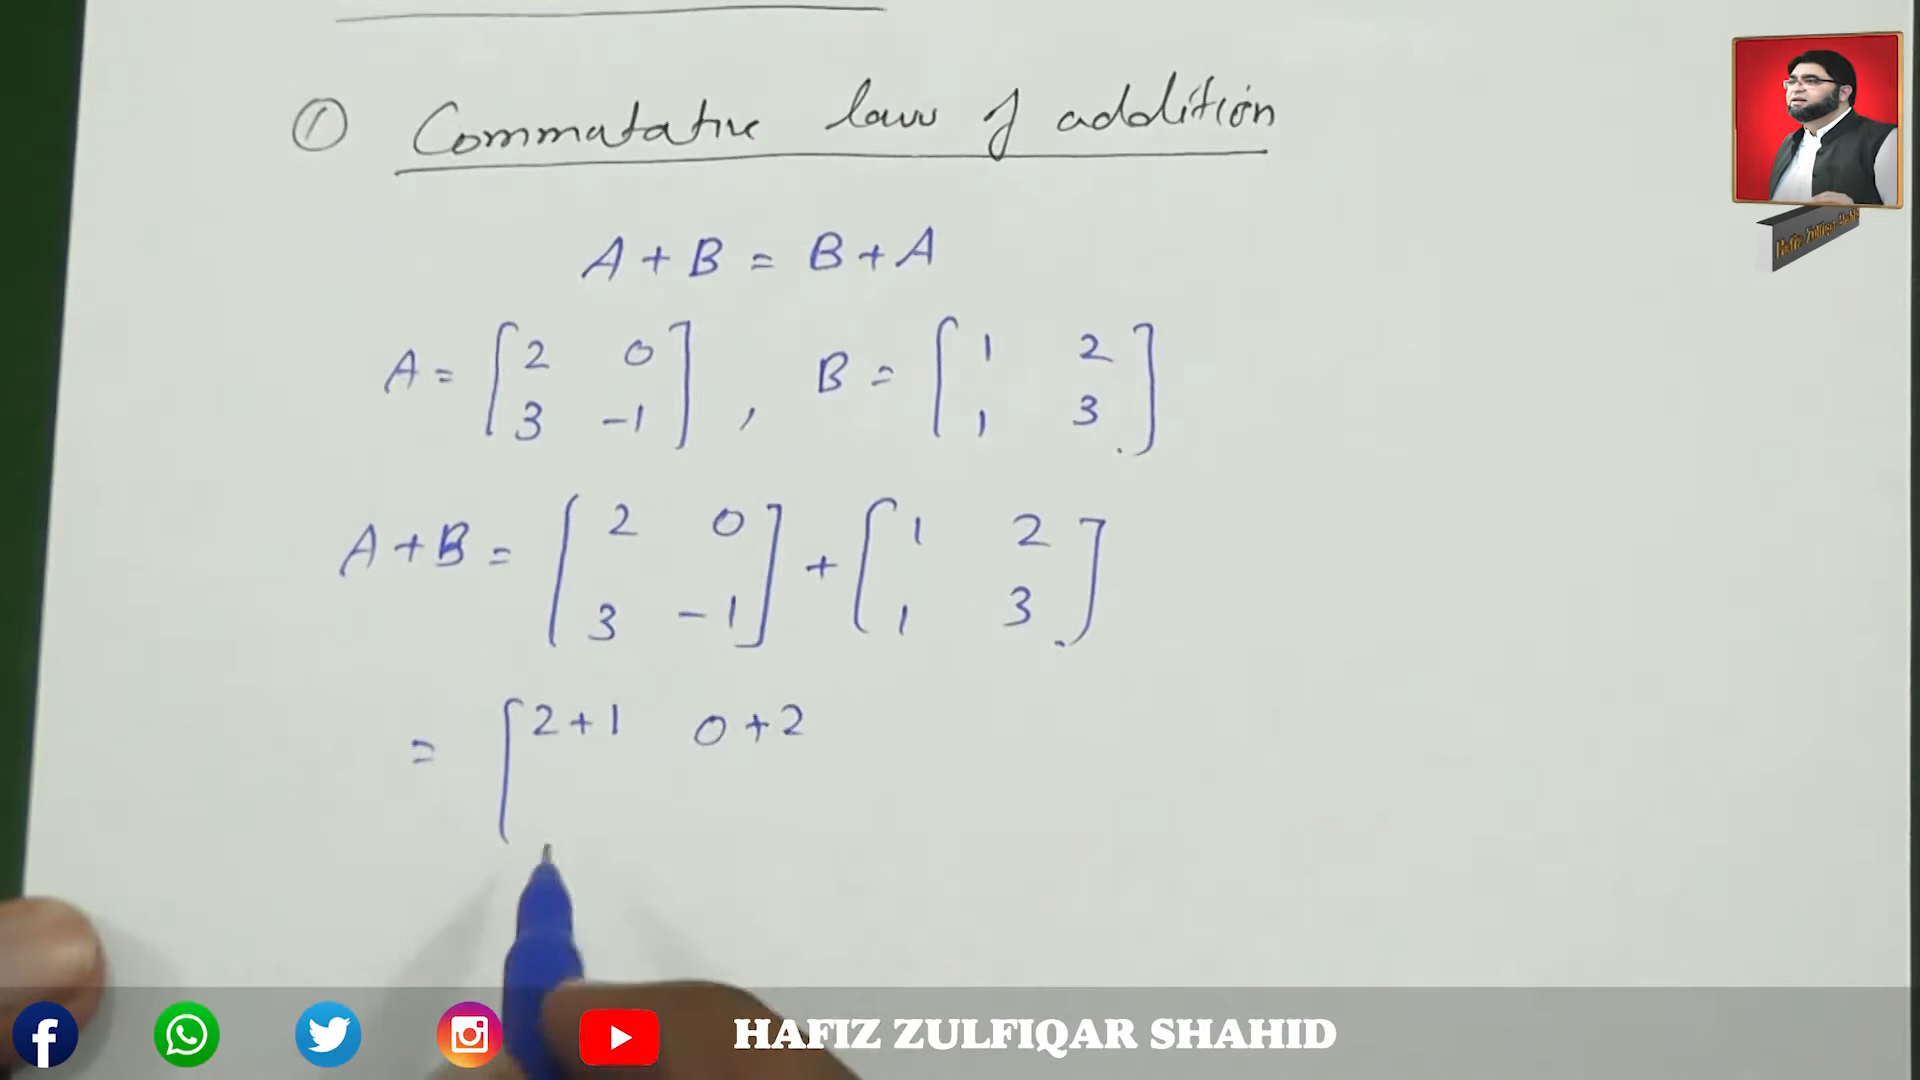 ① Commutative law of addition
A + B = B + A
A = [2 0 3 -1], B = [1 2 1 3]
A + B = [2 0 3 -1] + [1 2 1 3]
= [2+1 0+2
HAFIZ ZULFIQAR SHAHID